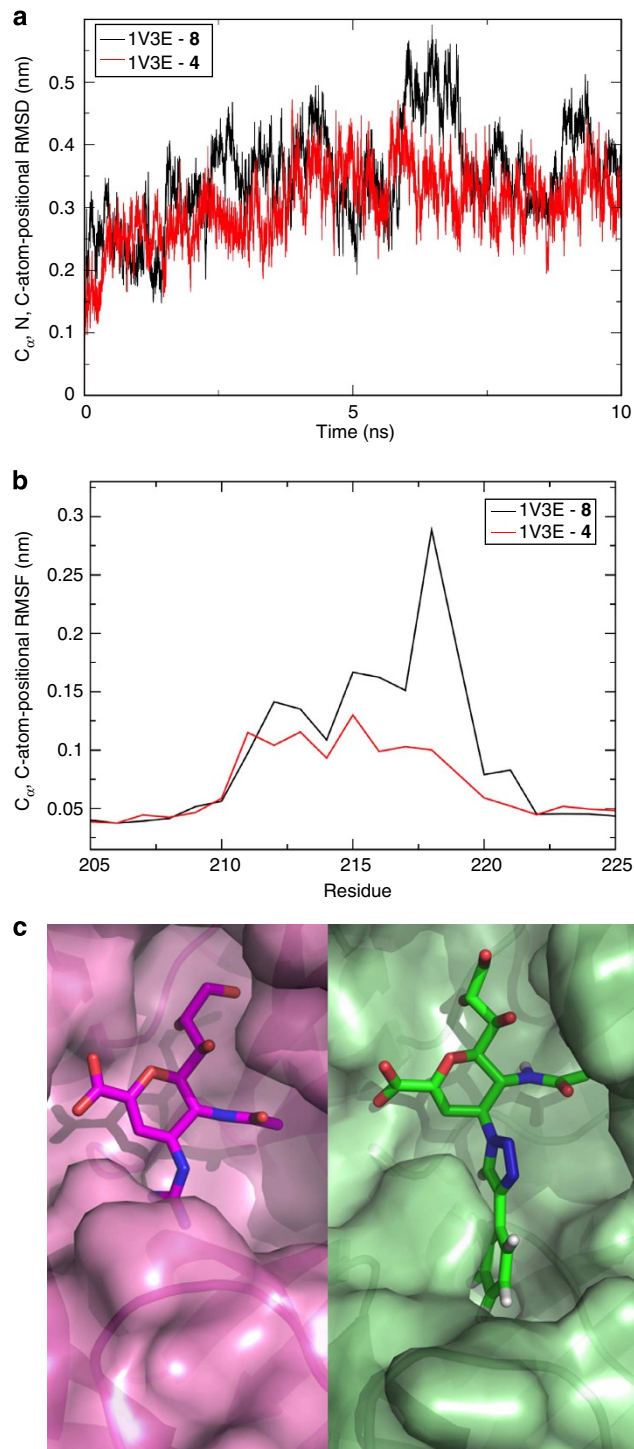 a
1V3E - 8
1V3E - 4
Cα, N, C-atom-positional RMSD (nm)
0.5
0.4
0.3
0.2
0.1
0
0 5 10
Time (ns)
b
1V3E - 8
1V3E - 4
Cα, C-atom-positional RMSF (nm)
0.3
0.25
0.2
0.15
0.1
0.05
205 210 215 220 225
Residue
c